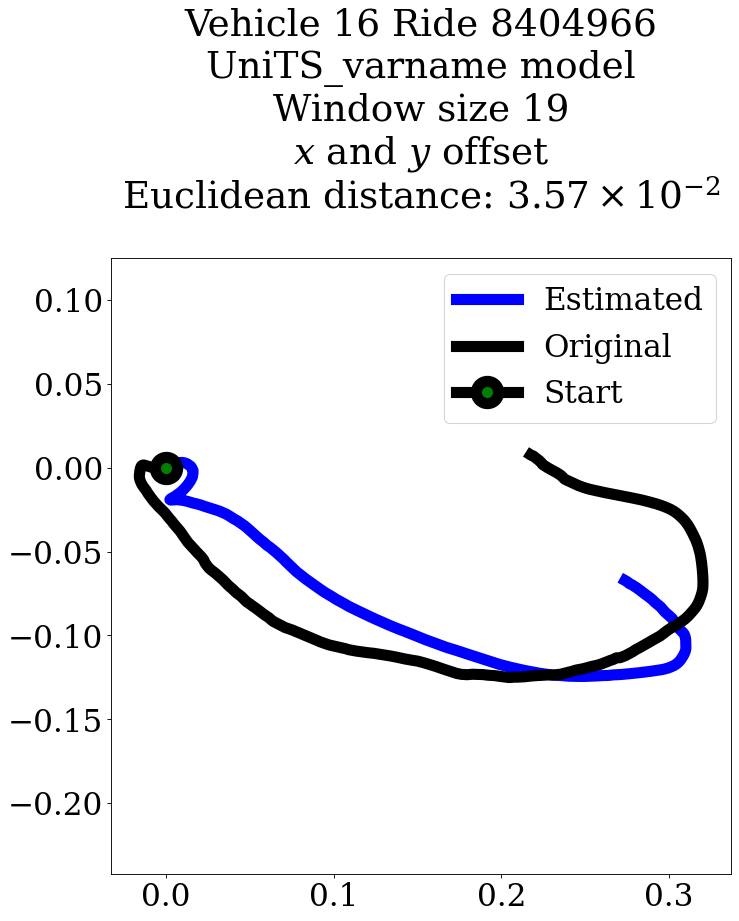 Vehicle 16 Ride 8404966
UniTS_varname model
Window size 19
x and y offset
Euclidean distance: 3.57 × 10⁻²
Estimated
Original
Start
0.10
0.05
0.00
−0.05
−0.10
−0.15
−0.20
0.0 0.1 0.2 0.3